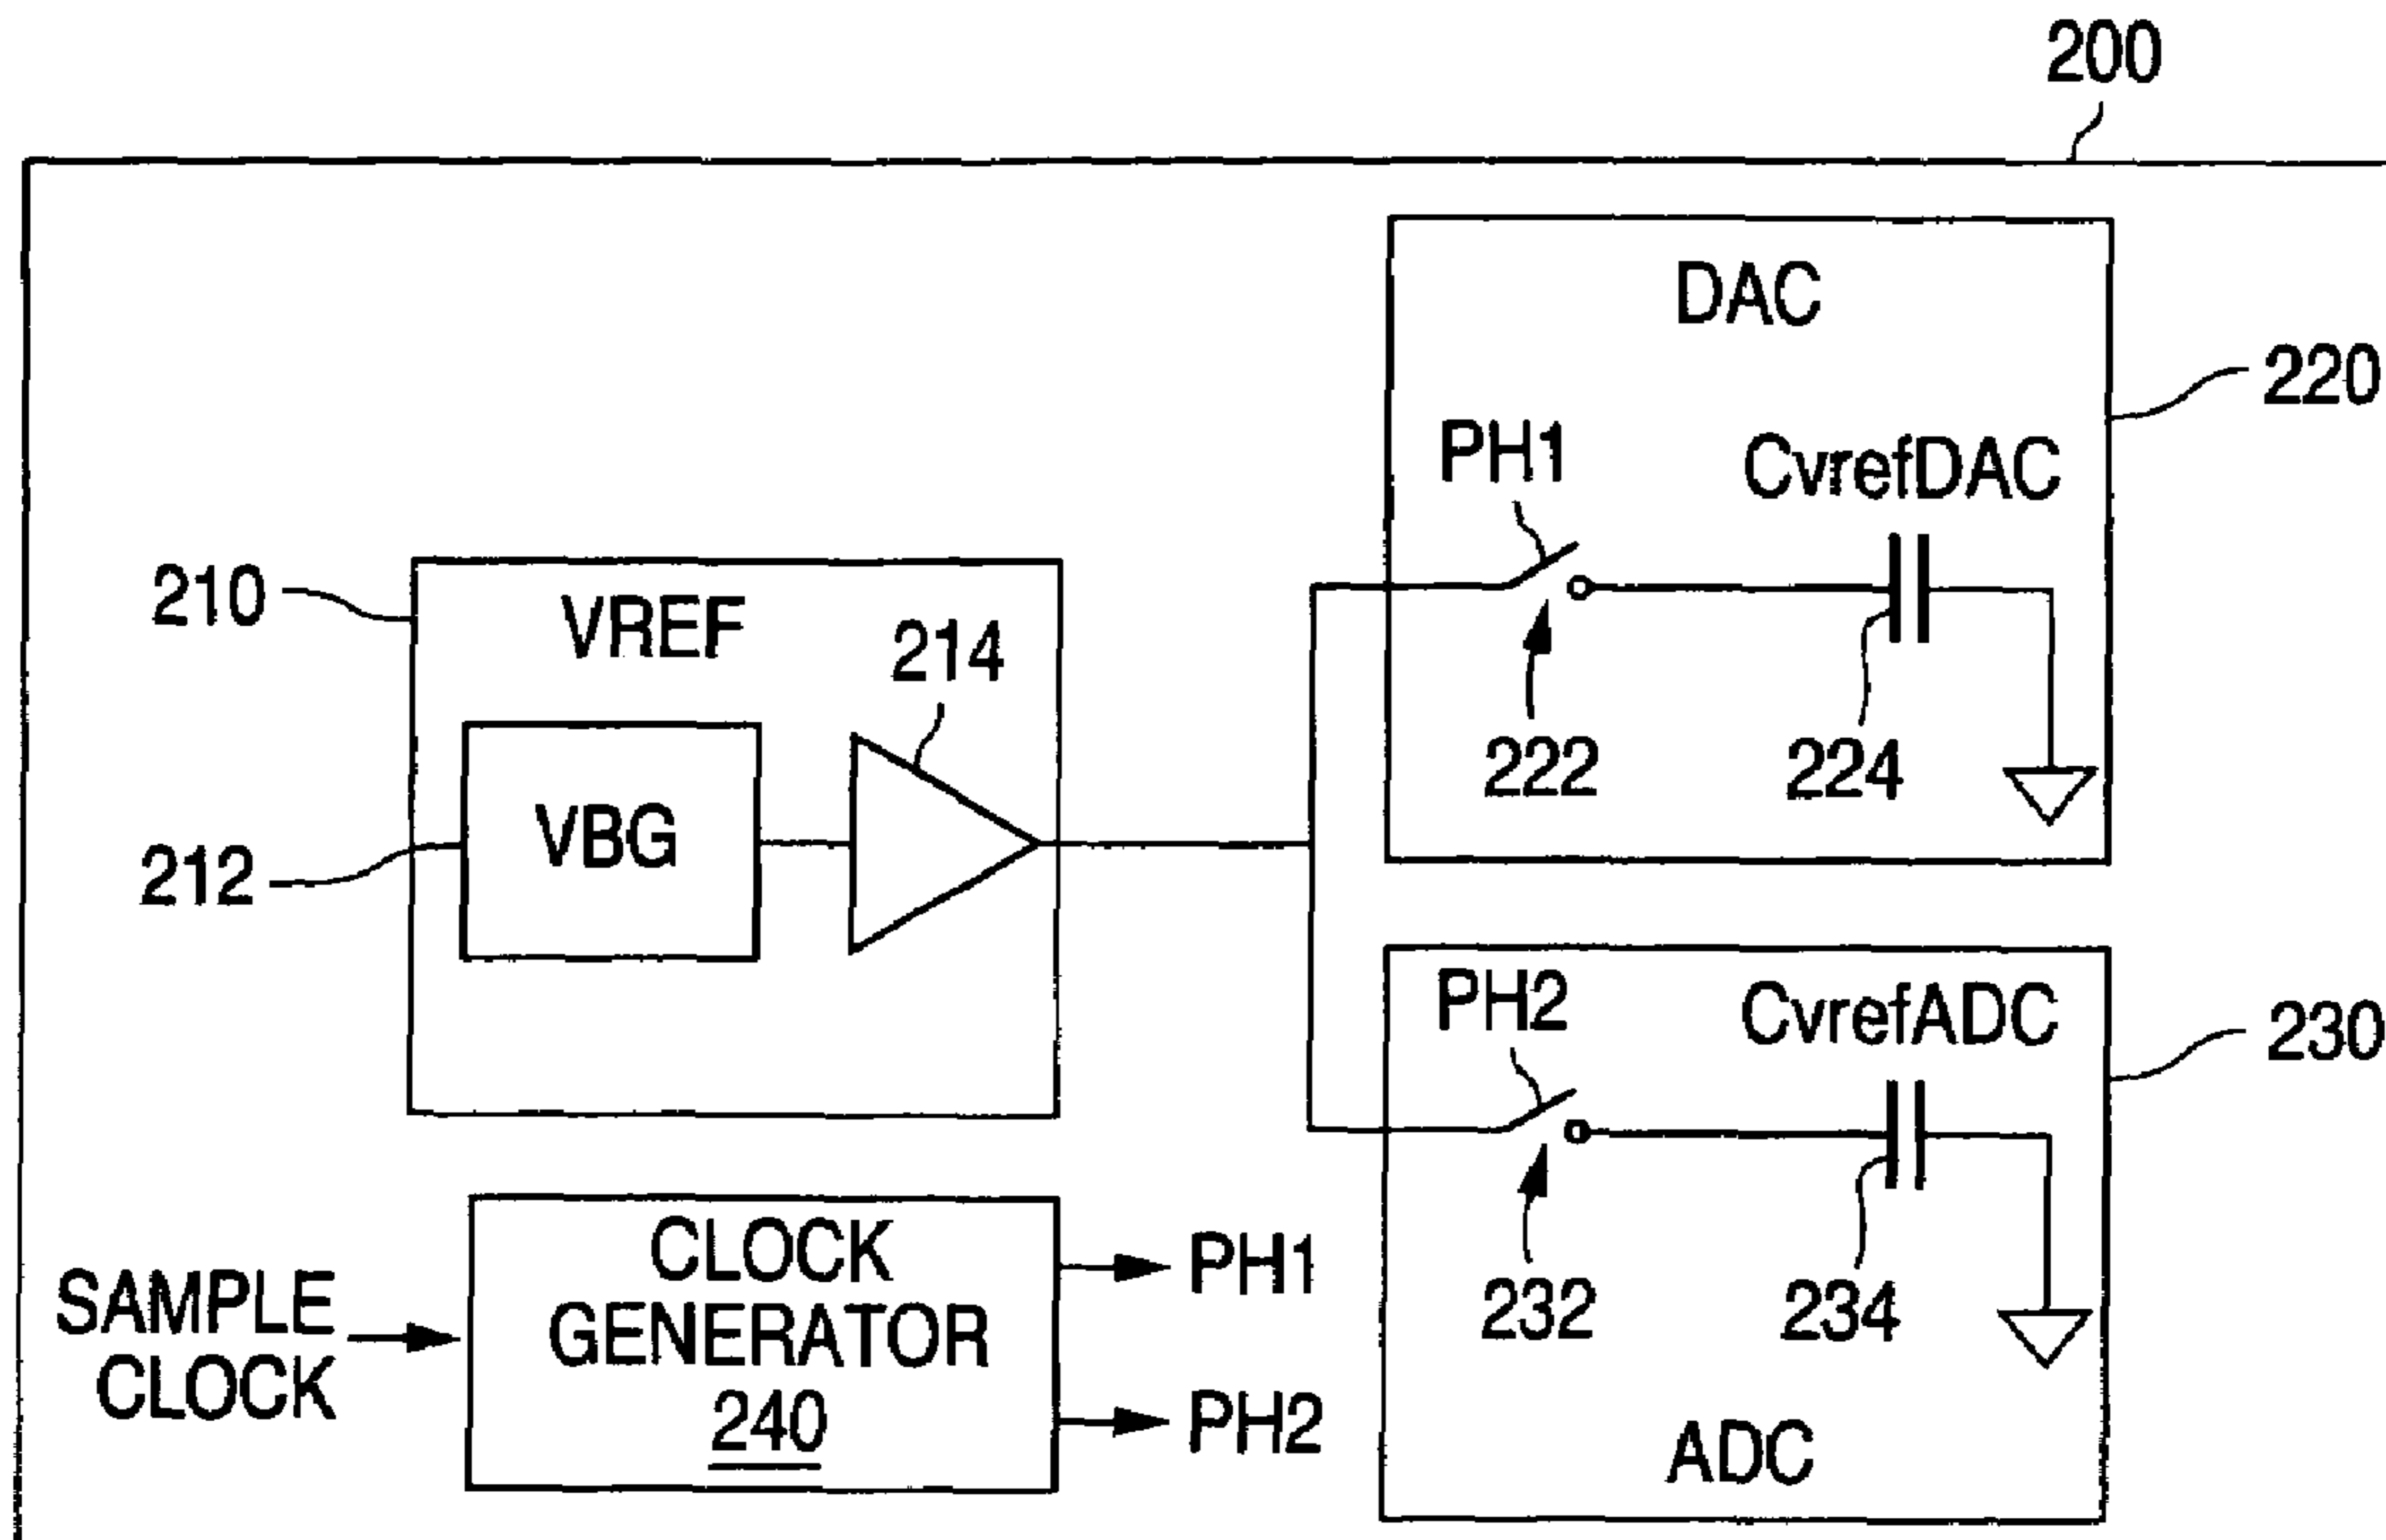 200
DAC
220
PH1
CvrefDAC
210
VREF
214
222
224
VBG
212
PH2
CvrefADC
230
CLOCK
GENERATOR
240
SAMPLE
CLOCK
PH1
PH2
232
234
ADC